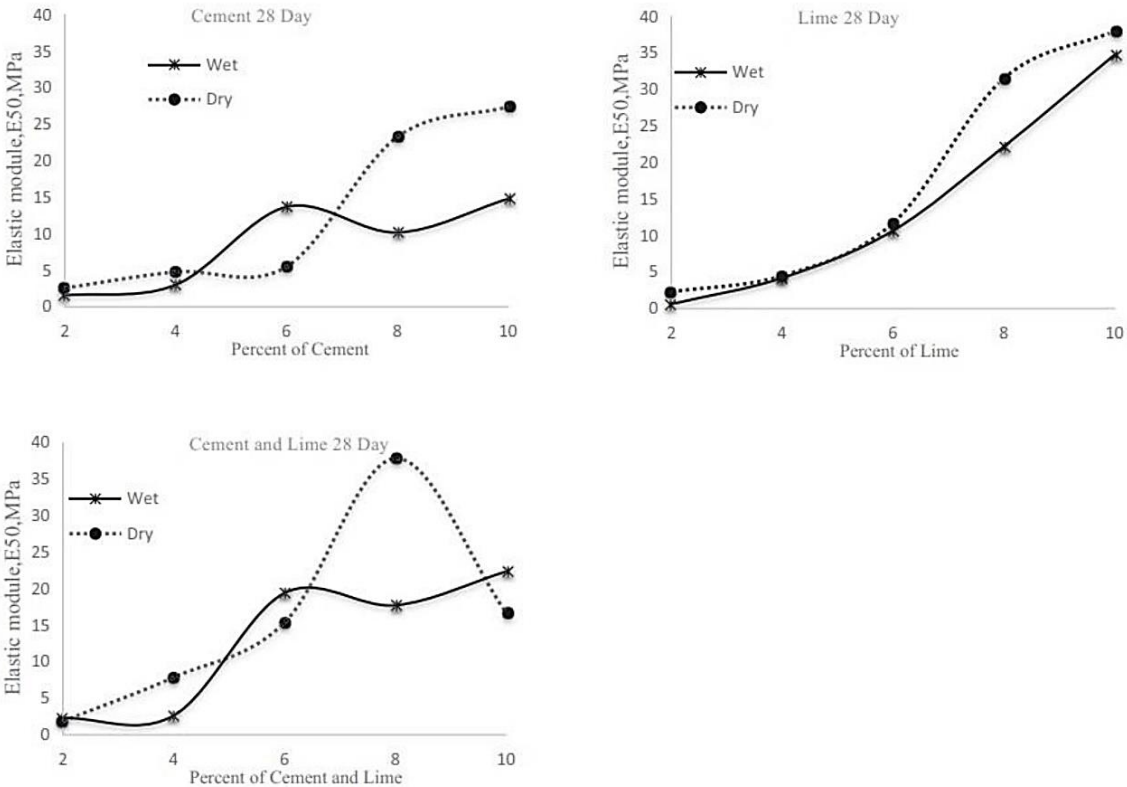 Cement 28 Day
Elastic module,E50,MPa
40
35
30
25
20
15
10
5
0
Wet
Dry
2 4 6 8 10
Percent of Cement
Lime 28 Day
Elastic module,E50,MPa
40
35
30
25
20
15
10
5
0
Wet
Dry
2 4 6 8 10
Percent of Lime
Cement and Lime 28 Day
Elastic module,E50,MPa
40
35
30
25
20
15
10
5
0
Wet
Dry
2 4 6 8 10
Percent of Cement and Lime